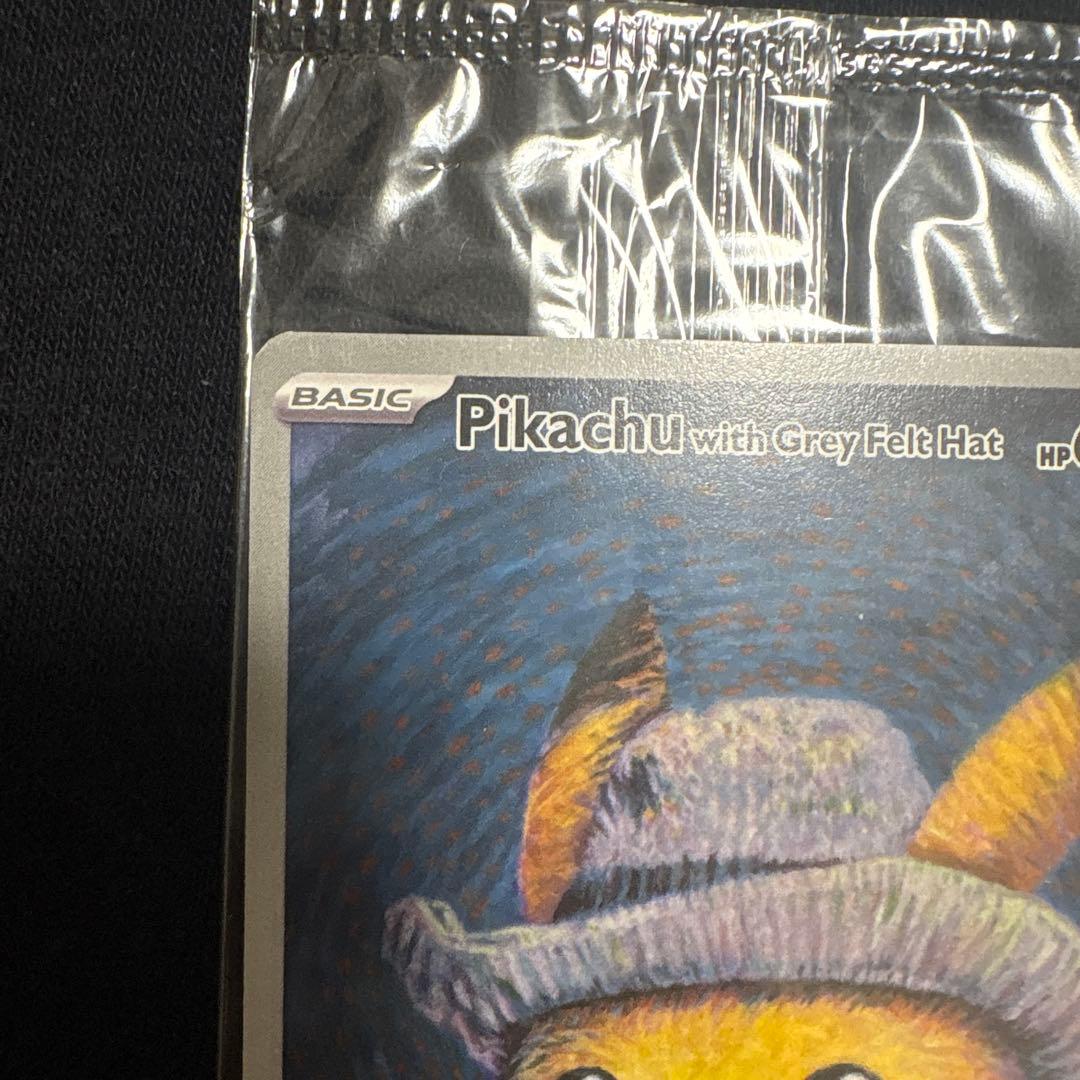 BASIC
Pikachu with Grey Felt Hat HP